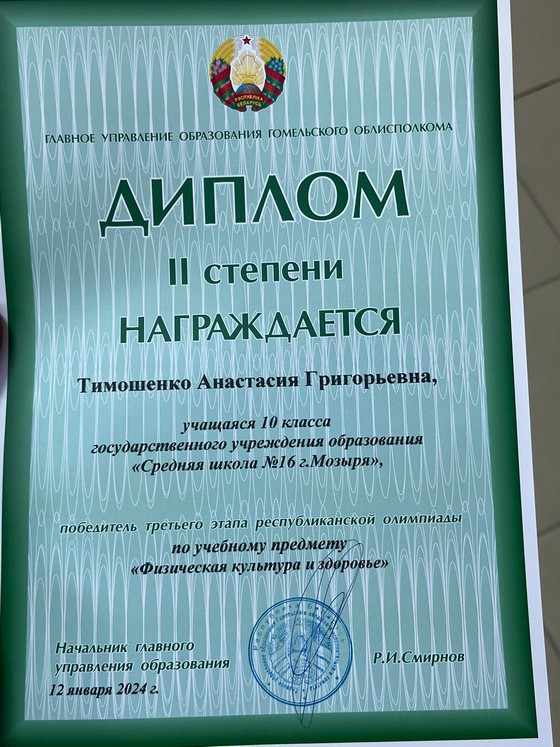 РЭСПУБЛІКА
БЕЛАРУСЬ
ГЛАВНОЕ УПРАВЛЕНИЕ ОБРАЗОВАНИЯ ГОМЕЛЬСКОГО ОБЛИСПОЛКОМА
ДИПЛОМ
II степени
НАГРАЖДАЕТСЯ
Тимошенко Анастасия Григорьевна,
учащаяся 10 класса
государственного учреждения образования
«Средняя школа №16 г.Мозыря»,
победитель третьего этапа республиканской олимпиады
по учебному предмету
«Физическая культура и здоровье»
Начальник главного
управления образования
Р.И.Смирнов
12 января 2024 г.